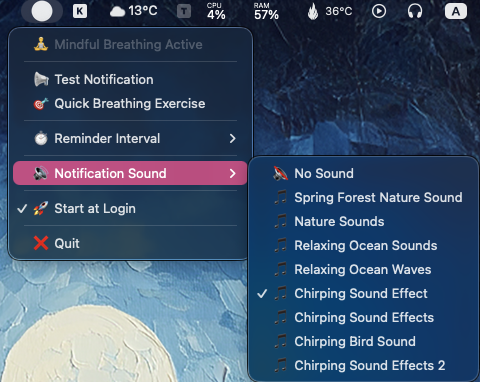 K
13°C
T
CPU
4%
RAM
57%
36°C
A
Mindful Breathing Active
Test Notification
Quick Breathing Exercise
Reminder Interval
Notification Sound
Start at Login
Quit
No Sound
Spring Forest Nature Sound
Nature Sounds
Relaxing Ocean Sounds
Relaxing Ocean Waves
Chirping Sound Effect
Chirping Sound Effects
Chirping Bird Sound
Chirping Sound Effects 2